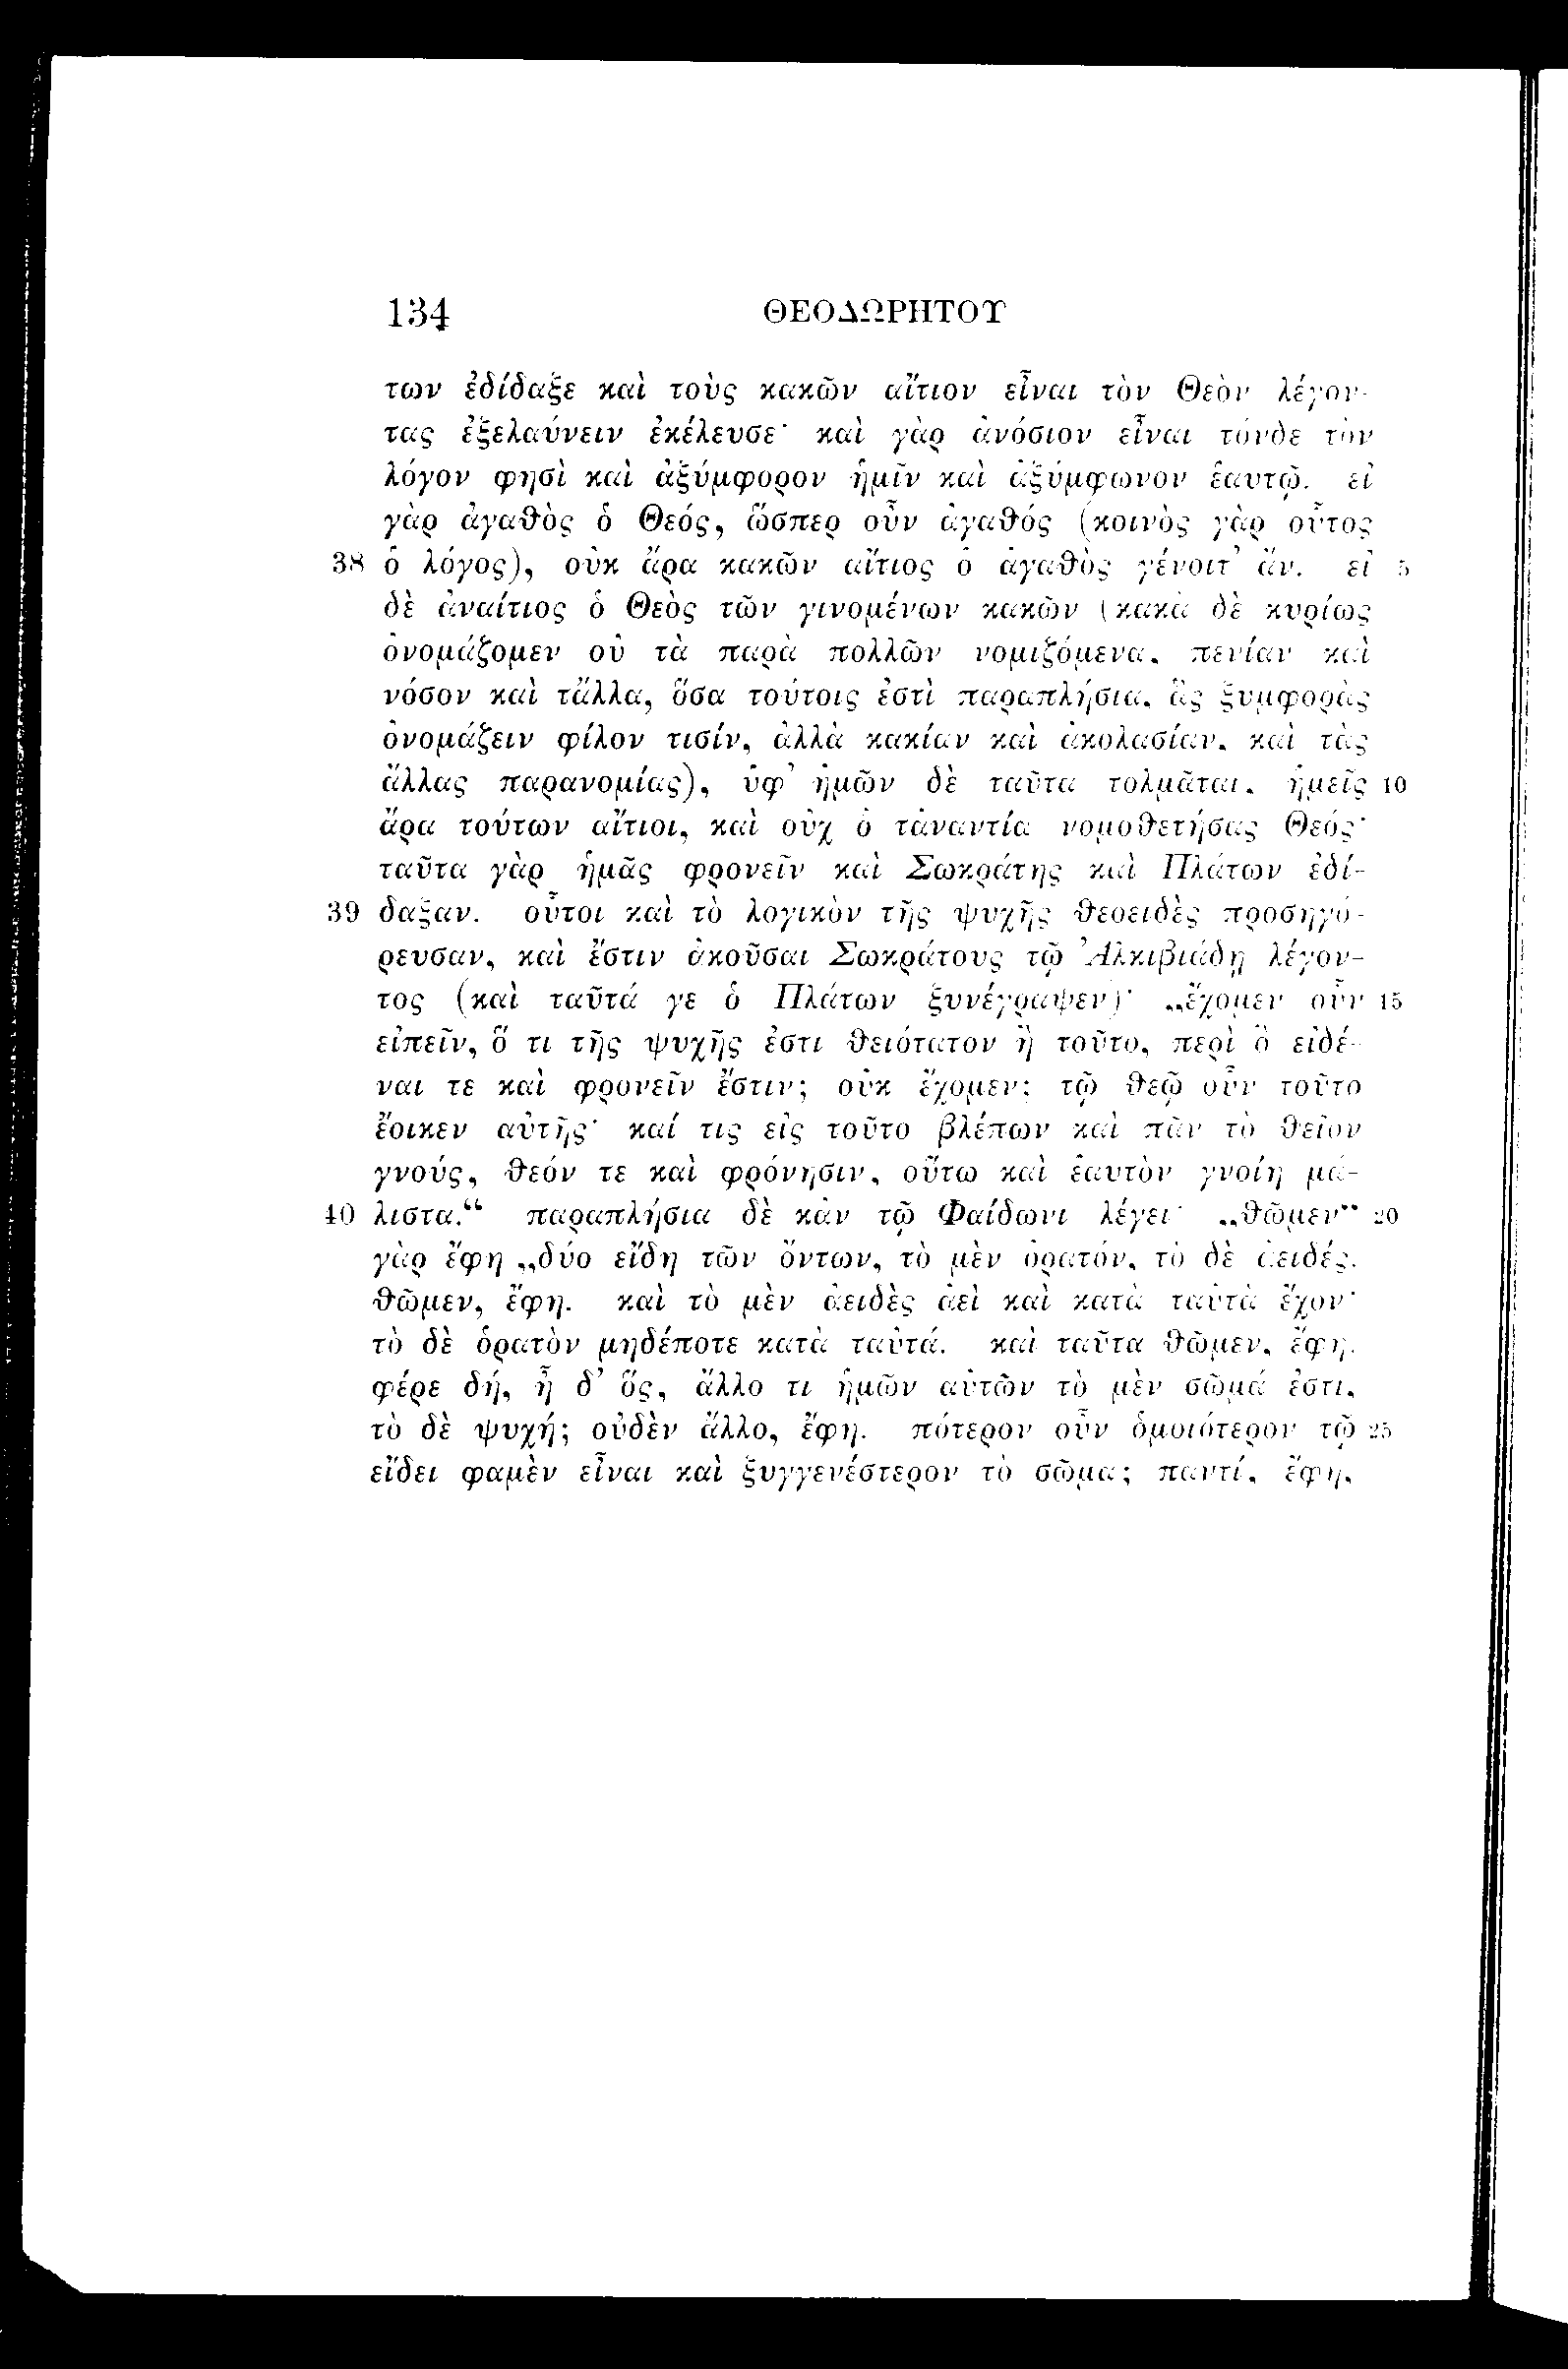 134 ΘΕΟΔΩΡΗΤΟΥ
των ἐδίδαξε καὶ τοὺς κακῶν αἴτιον εἶναι τὸν Θεὸν λέγον-
τας ἐξελαύνειν ἐκέλευσε· καὶ γὰρ ἀνόσιον εἶναι τόνδε τὸν
λόγον φησὶ καὶ ἀξύμφορον ἡμῖν καὶ ἀξύμφωνον ἑαυτῷ. εἰ
γὰρ ἀγαθὸς ὁ Θεός, ὥσπερ οὖν ἀγαθός (κοινὸς γὰρ οὗτος
38 ὁ λόγος), οὐκ ἄρα κακῶν αἴτιος ὁ ἀγαθὸς γένοιτ’ ἄν. εἰ 5
δὲ ἀναίτιος ὁ Θεὸς τῶν γινομένων κακῶν (κακὰ δὲ κυρίως
ὀνομάζομεν οὐ τὰ παρὰ πολλῶν νομιζόμενα, πενίαν καὶ
νόσον καὶ τἄλλα, ὅσα τούτοις ἐστὶ παραπλήσια, ἃς ξυμφορὰς
ὀνομάζειν φίλον τισίν, ἀλλὰ κακίαν καὶ ἀκολασίαν, καὶ τὰς
ἄλλας παρανομίας), ὑφ’ ἡμῶν δὲ ταῦτα τολμᾶται, ἡμεῖς 10
ἄρα τούτων αἴτιοι, καὶ οὐχ ὁ τἀναντία νομοθετήσας Θεός·
ταῦτα γὰρ ἡμᾶς φρονεῖν καὶ Σωκράτης καὶ Πλάτων ἐδί-
39 δαξαν. οὗτοι καὶ τὸ λογικὸν τῆς ψυχῆς θεοειδὲς προσηγό-
ρευσαν, καὶ ἔστιν ἀκοῦσαι Σωκράτους τῷ Ἀλκιβιάδῃ λέγον-
τος (καὶ ταῦτά γε ὁ Πλάτων ξυνέγραψεν)· „ἔχομεν οὖν 15
εἰπεῖν, ὅ τι τῆς ψυχῆς ἐστι θειότατον ἢ τοῦτο, περὶ ὃ εἰδέ-
ναι τε καὶ φρονεῖν ἔστιν; οὐκ ἔχομεν; τῷ θεῷ οὖν τοῦτο
ἔοικεν αὐτῆς· καί τις εἰς τοῦτο βλέπων καὶ πᾶν τὸ θεῖον
γνούς, θεόν τε καὶ φρόνησιν, οὕτω καὶ ἑαυτὸν γνοίη μά-
40 λιστα.“ παραπλήσια δὲ κἀν τῷ Φαίδωνι λέγει· „θῶμεν“ 20
γὰρ ἔφη „δύο εἴδη τῶν ὄντων, τὸ μὲν ὁρατόν, τὸ δὲ ἀειδές.
θῶμεν, ἔφη. καὶ τὸ μὲν ἀειδὲς ἀεὶ καὶ κατὰ ταὐτὰ ἔχον·
τὸ δὲ ὁρατὸν μηδέποτε κατὰ ταὐτά. καὶ ταῦτα θῶμεν, ἔφη.
φέρε δή, ἦ δ’ ὅς, ἄλλο τι ἡμῶν αὐτῶν τὸ μὲν σῶμά ἐστι,
τὸ δὲ ψυχή; οὐδὲν ἄλλο, ἔφη. πότερον οὖν ὁμοιότερον τῷ 25
εἴδει φαμὲν εἶναι καὶ ξυγγενέστερον τὸ σῶμα; παντί, ἔφη,